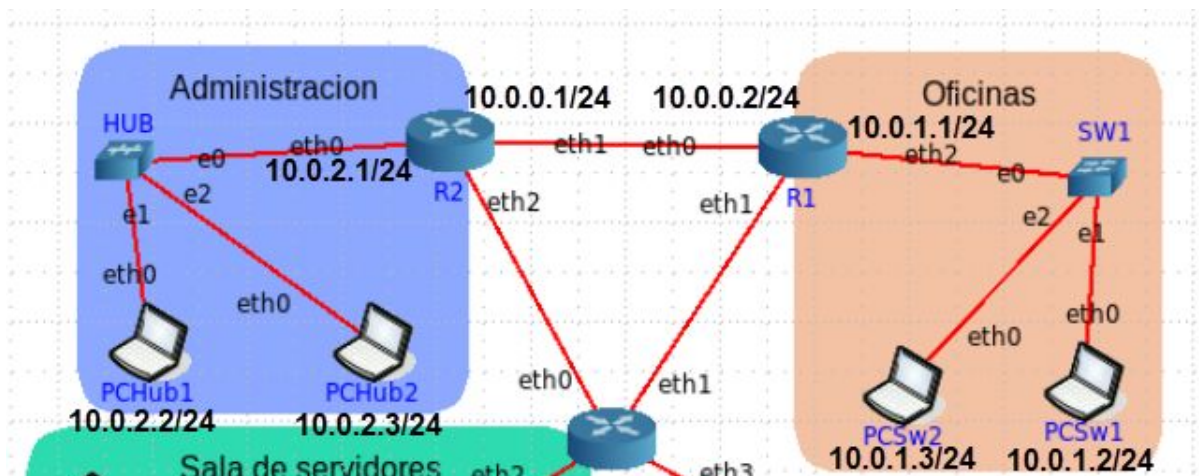 Administracion
HUB
e0
eth0
10.0.2.1/24
e2
e1
eth0
eth0
PCHub1
10.0.2.2/24
PCHub2
10.0.2.3/24
10.0.0.1/24
R2
eth1
eth2
10.0.0.2/24
eth0
R1
eth1
Oficinas
10.0.1.1/24
eth2
e0
SW1
e2
e1
eth0
eth0
PCSw2
10.0.1.3/24
PCSw1
10.0.1.2/24
eth0
eth1
Sala de servidores
eth2
eth3